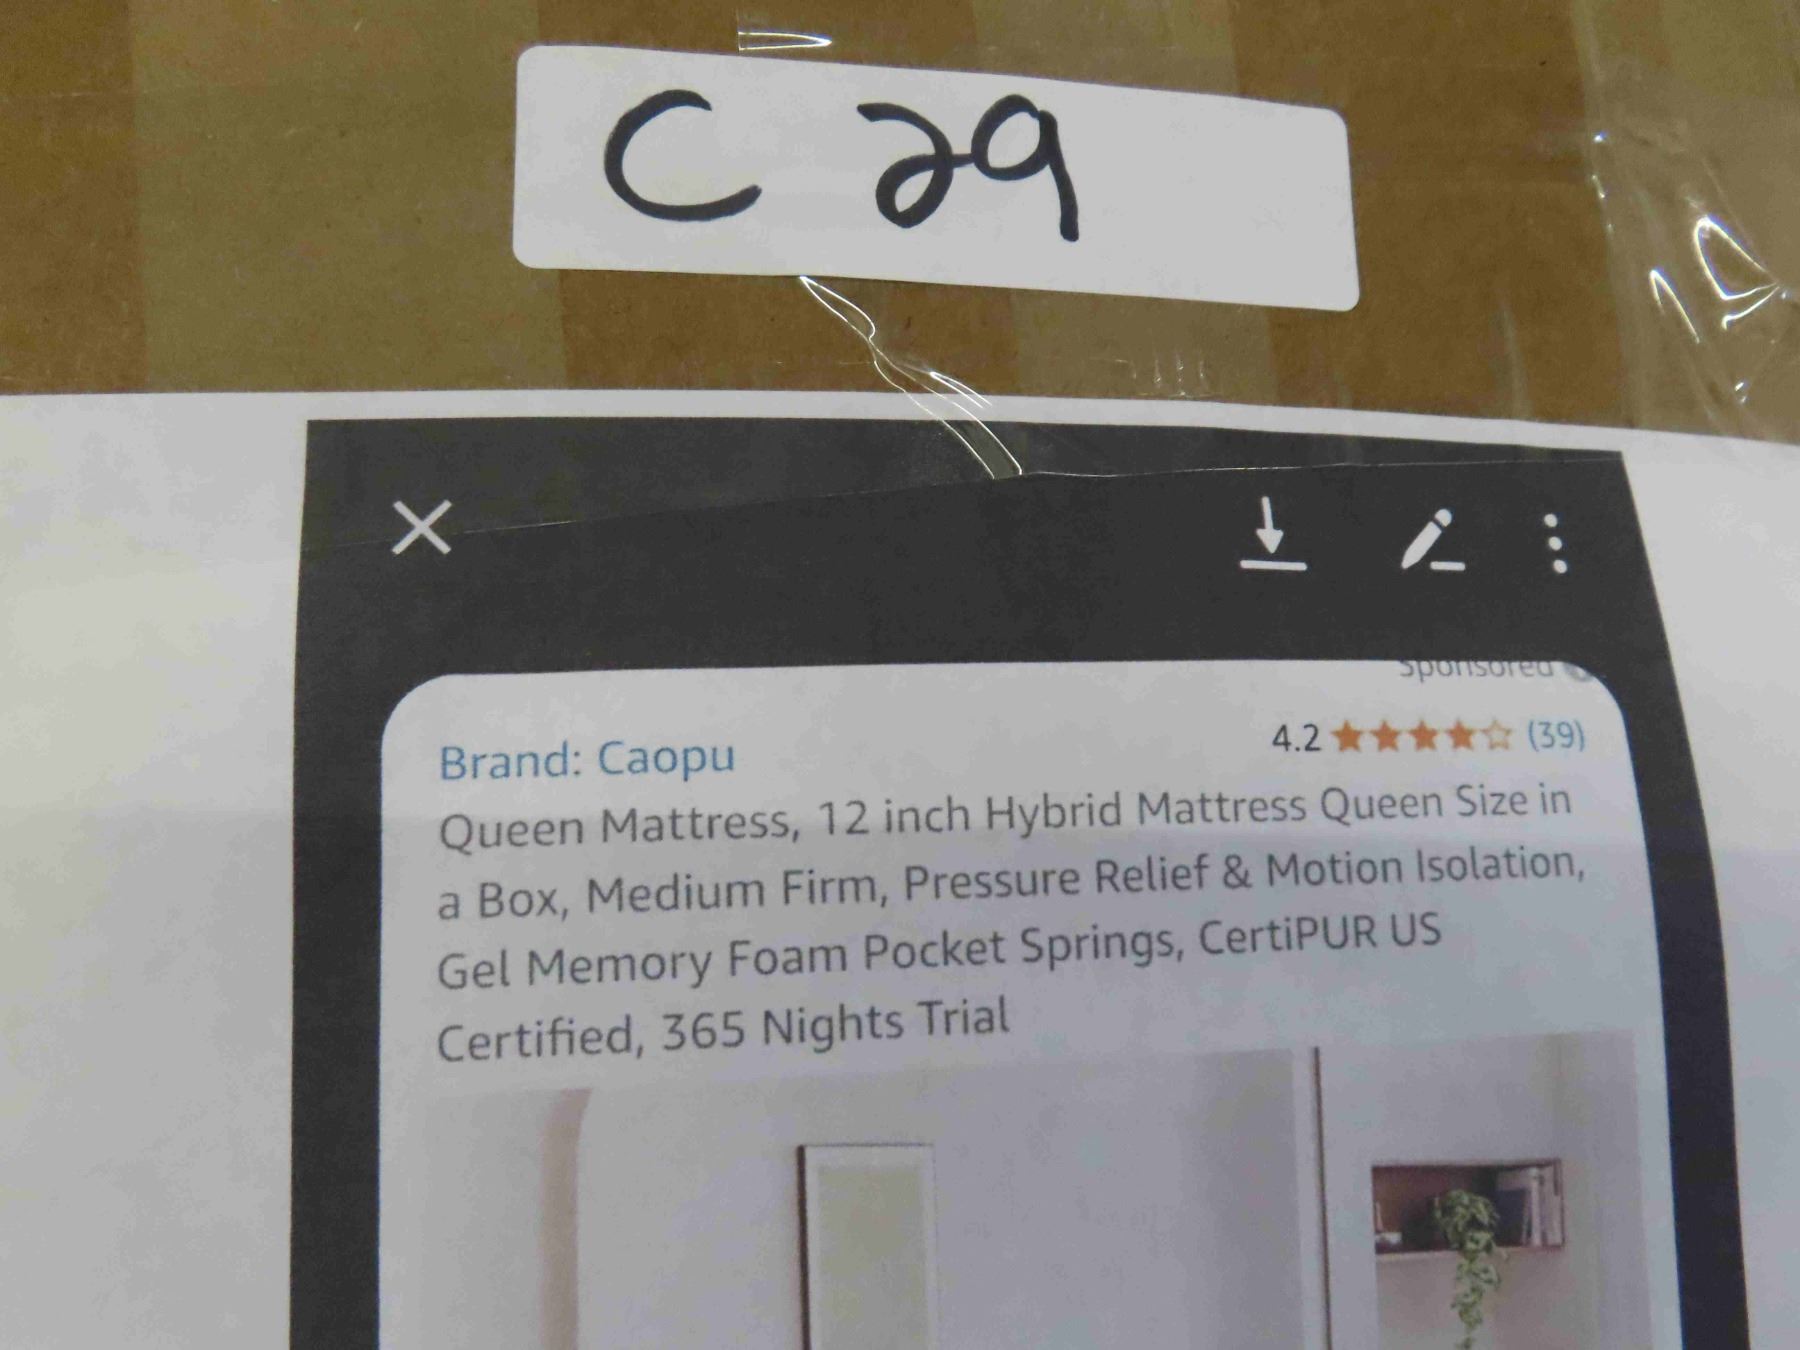 C 29
Sponsored
Brand: Caopu
4.2 (39)
Queen Mattress, 12 inch Hybrid Mattress Queen Size in
a Box, Medium Firm, Pressure Relief & Motion Isolation,
Gel Memory Foam Pocket Springs, CertiPUR US
Certified, 365 Nights Trial